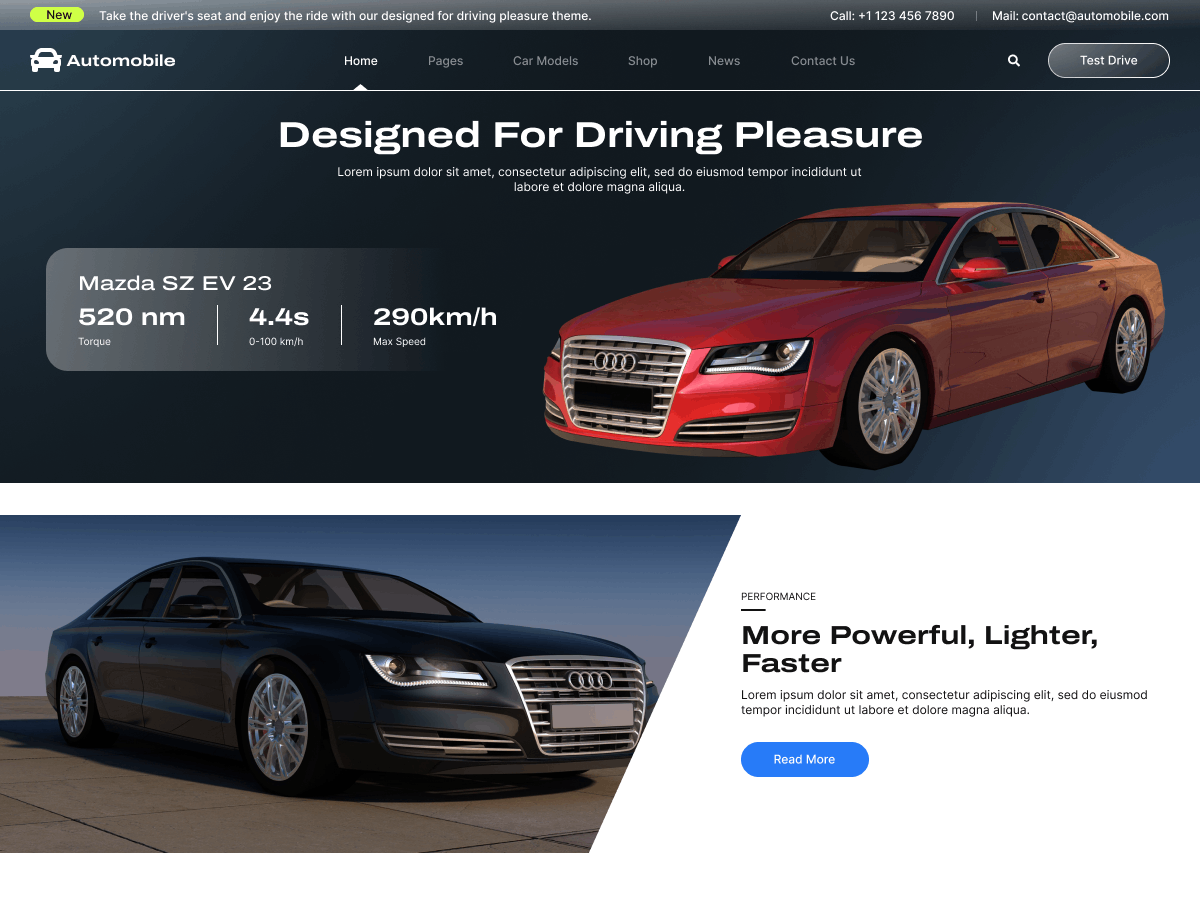 New
Take the driver's seat and enjoy the ride with our designed for driving pleasure theme.
Call: +1 123 456 7890
Mail: contact@automobile.com
Automobile
Home
Pages
Car Models
Shop
News
Contact Us
Test Drive
Designed For Driving Pleasure
Lorem ipsum dolor sit amet, consectetur adipiscing elit, sed do eiusmod tempor incididunt ut
labore et dolore magna aliqua.
Mazda SZ EV 23
520 nm
Torque
4.4s
0-100 km/h
290km/h
Max Speed
PERFORMANCE
More Powerful, Lighter,
Faster
Lorem ipsum dolor sit amet, consectetur adipiscing elit, sed do eiusmod
tempor incididunt ut labore et dolore magna aliqua.
Read More